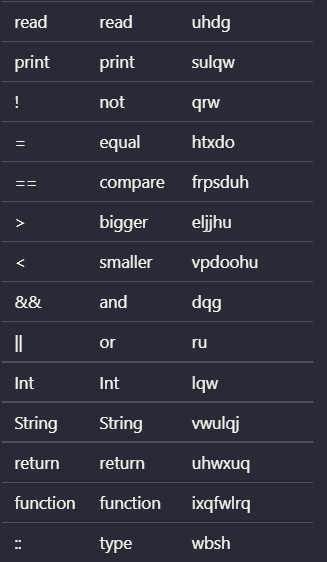 read read uhdg
print print sulqw
! not qrw
= equal htxdo
== compare frpsduh
> bigger eljjhu
< smaller vpdoohu
&& and dqg
|| or ru
Int Int lqw
String String vwulqj
return return uhwxuq
function function ixqfwlrq
:: type wbsh